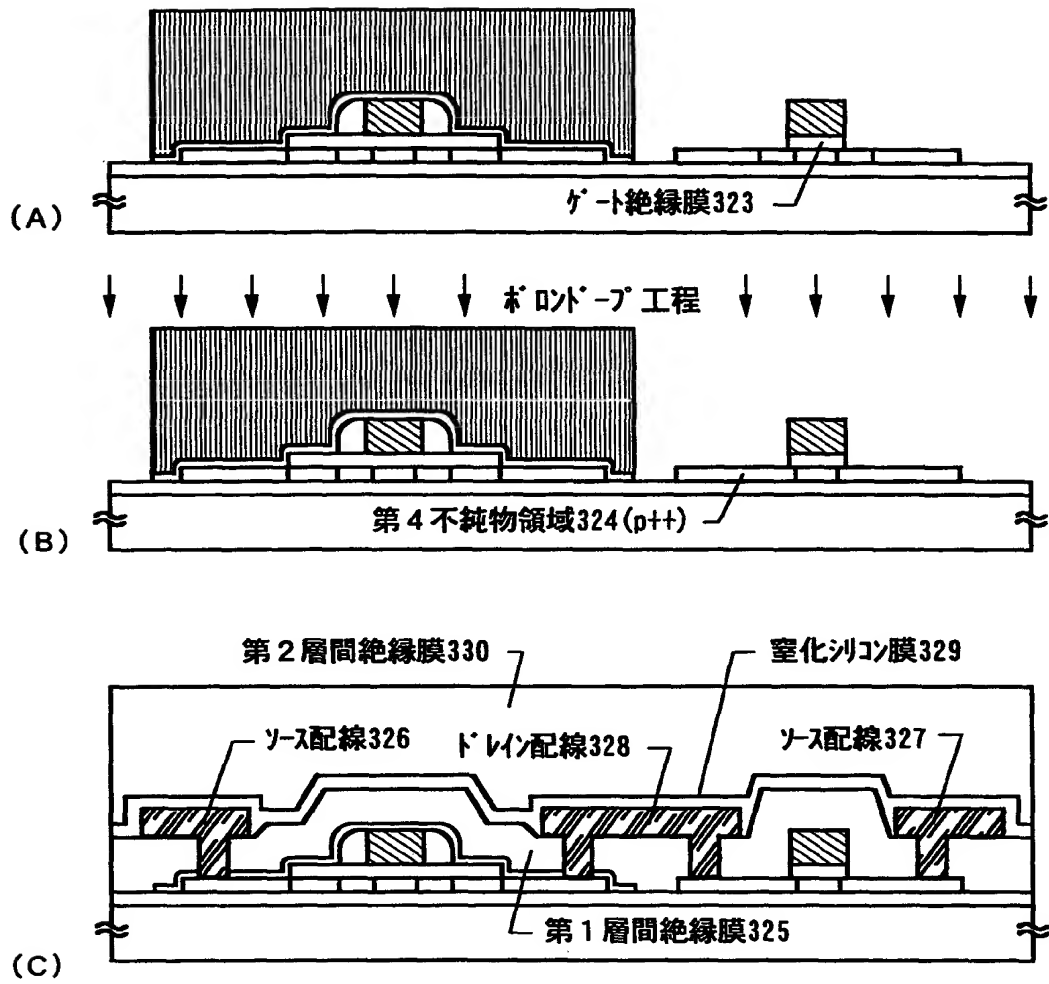 ゲート絶縁膜323
(A)
ボロンドープ工程
第4不純物領域324(p++)
(B)
第2層間絶縁膜330
窒化シリコン膜329
ソース配線326
ドレイン配線328
ソース配線327
第1層間絶縁膜325
(C)